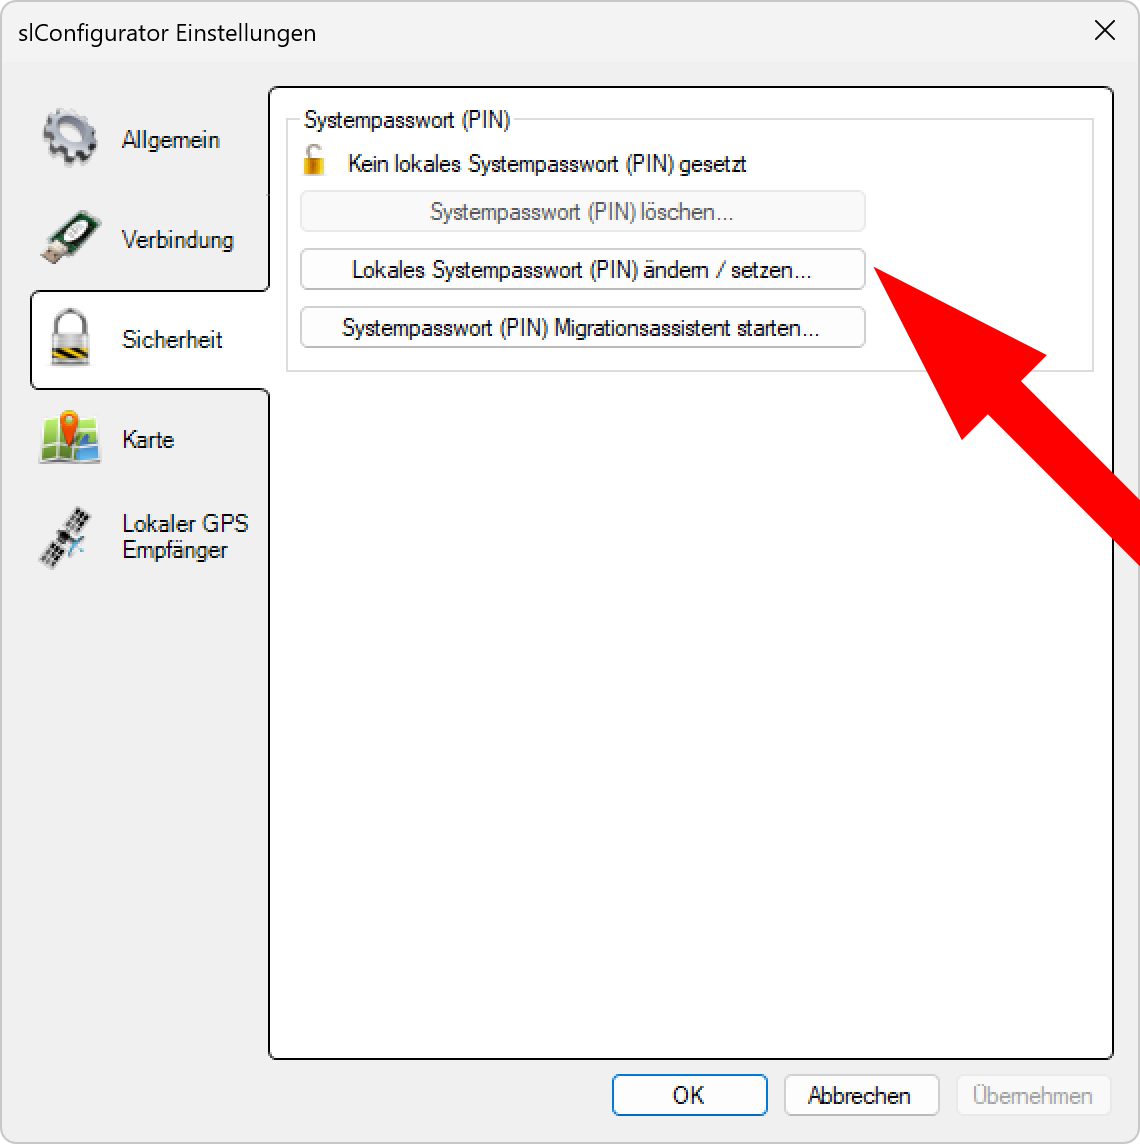 slConfigurator Einstellungen
Allgemein
Verbindung
Sicherheit
Karte
Lokaler GPS
Empfänger
Systempasswort (PIN)
Kein lokales Systempasswort (PIN) gesetzt
Systempasswort (PIN) löschen...
Lokales Systempasswort (PIN) ändern / setzen...
Systempasswort (PIN) Migrationsassistent starten...
OK
Abbrechen
Übernehmen